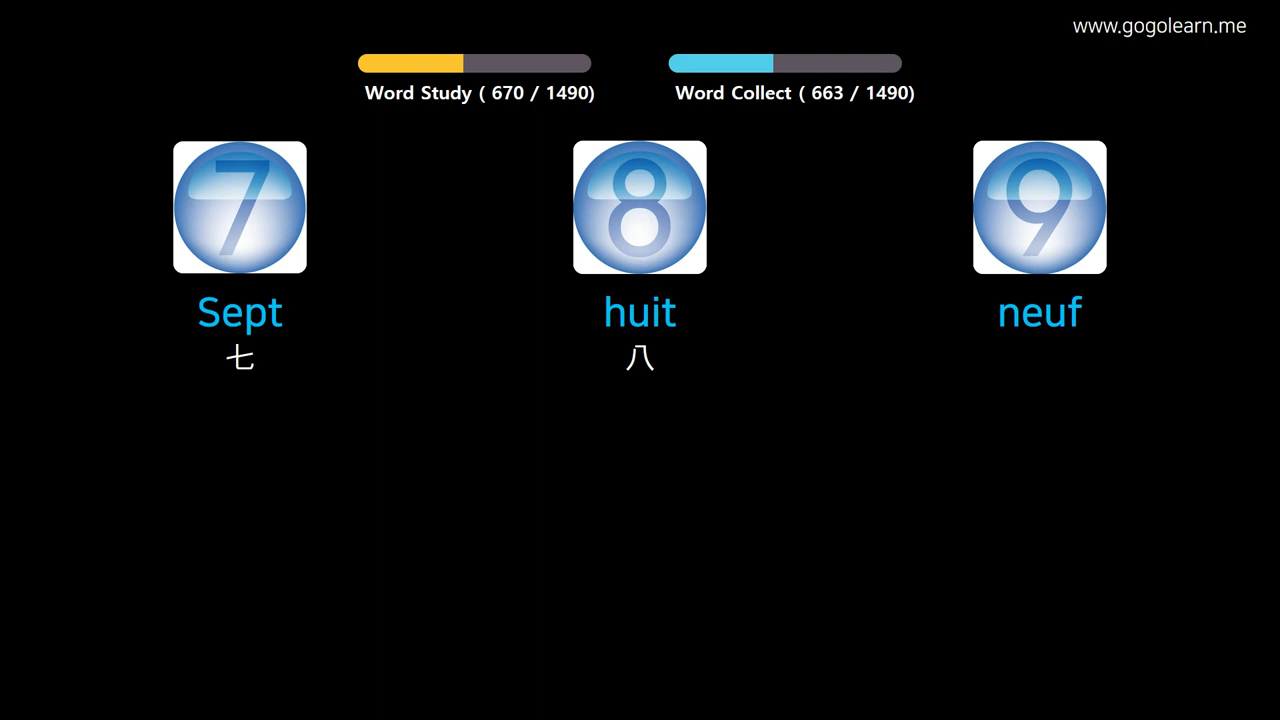 www.gogolearn.me
Word Study ( 670 / 1490)
Word Collect ( 663 / 1490)
7
8
9
Sept
huit
neuf
七
八